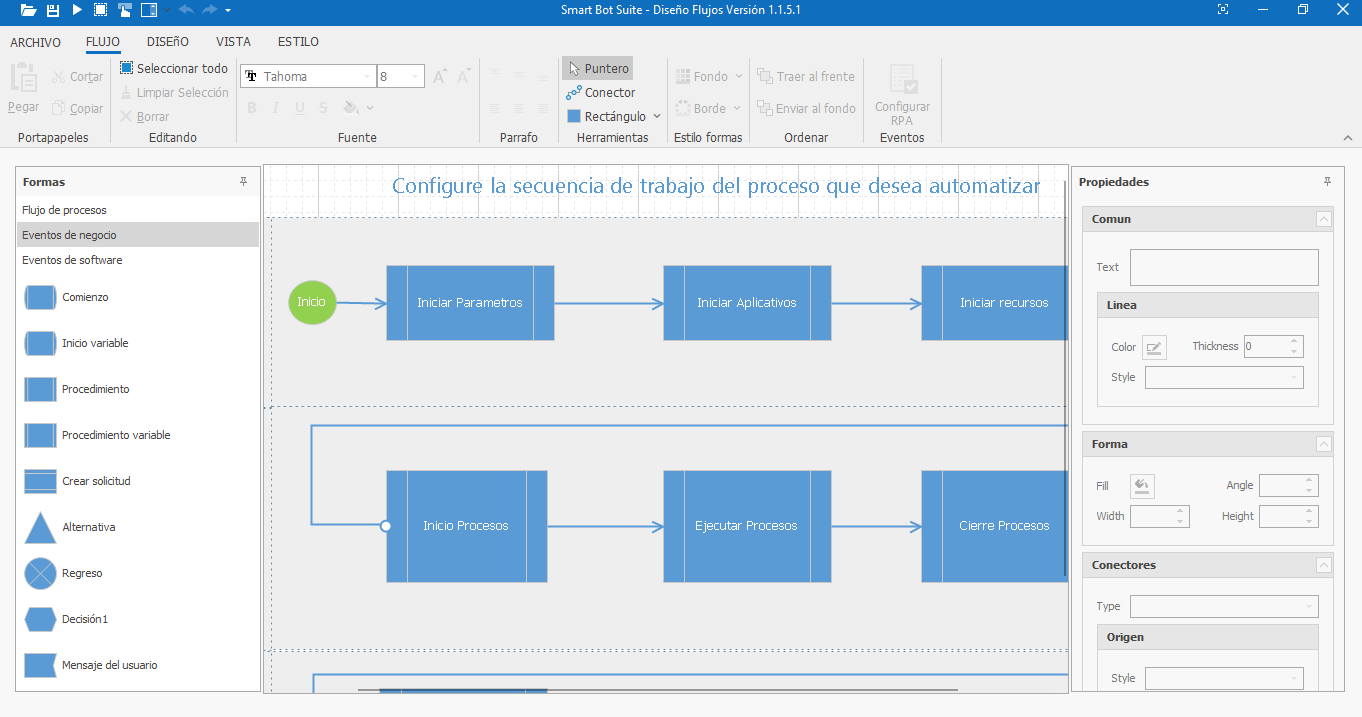 Smart Bot Suite - Diseño Flujos Versión 1.1.5.1
ARCHIVO FLUJO DISEÑO VISTA ESTILO
Pegar
Cortar
Copiar
Portapapeles
Seleccionar todo
Limpiar Selección
Borrar
Editando
Tahoma 8
B I U S
Fuente
Parrafo
Puntero
Conector
Rectángulo
Herramientas
Fondo
Borde
Estilo formas
Traer al frente
Enviar al fondo
Ordenar
Configurar
RPA
Eventos
Formas
Flujo de procesos
Eventos de negocio
Eventos de software
Comienzo
Inicio variable
Procedimiento
Procedimiento variable
Crear solicitud
Alternativa
Regreso
Decisión1
Mensaje del usuario
Configure la secuencia de trabajo del proceso que desea automatizar
Inicio
Iniciar Parametros
Iniciar Aplicativos
Iniciar recursos
Inicio Procesos
Ejecutar Procesos
Cierre Procesos
Propiedades
Comun
Text
Linea
Color
Thickness 0
Style
Forma
Fill
Angle
Width
Height
Conectores
Type
Origen
Style